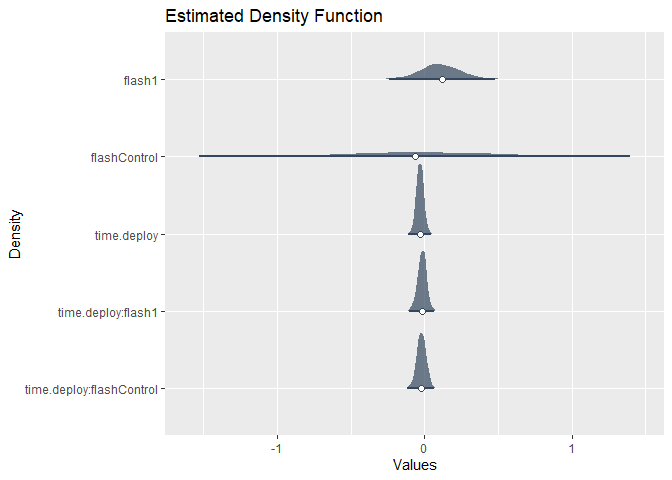 Estimated Density Function
flash1
flashControl
time.deploy
time.deploy:flash1
time.deploy:flashControl
Density
-1
0
1
Values